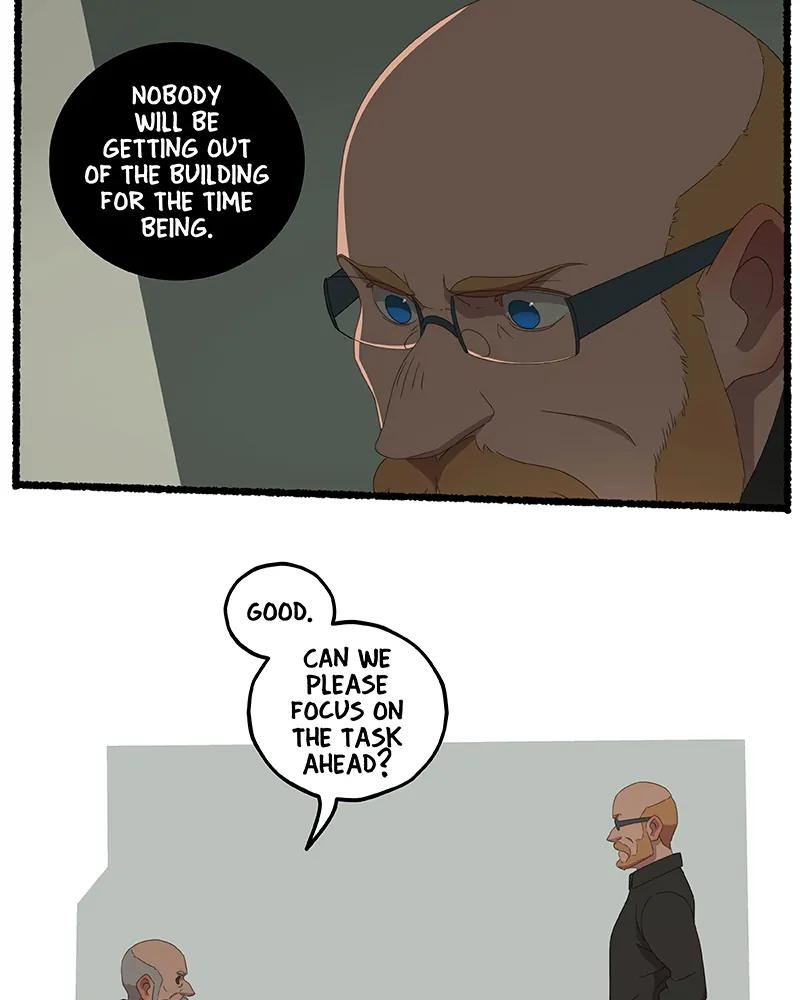 NOBODY
WILL BE
GETTING OUT
OF THE BUILDING
FOR THE TIME
BEING.
GOOD.
CAN WE
PLEASE
FOCUS ON
THE TASK
AHEAD?